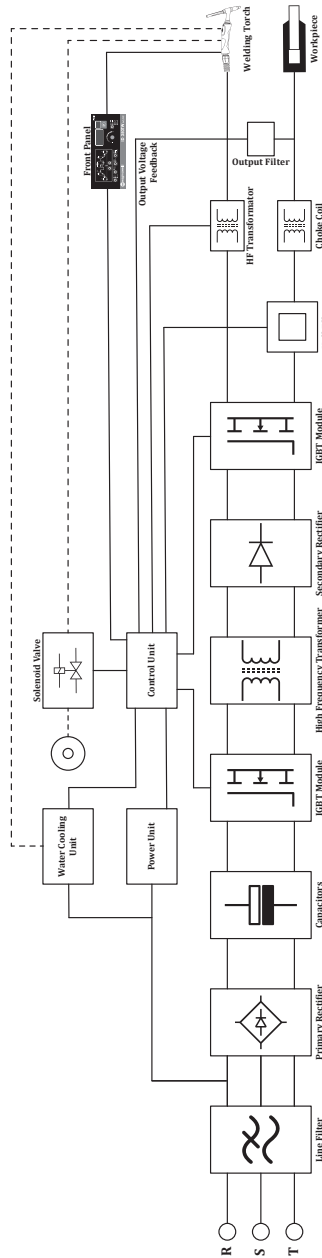 R
S
T
Line Filter
Primary Rectifier
Capacitors
IGBT Module
High Frequency Transformer
Secondary Rectifier
IGBT Module
Choke Coil
HF Transformator
Output Filter
Workpiece
Welding Torch
Front Panel
Output Voltage
Feedback
Control Unit
Power Unit
Water Cooling
Unit
Solenoid Valve